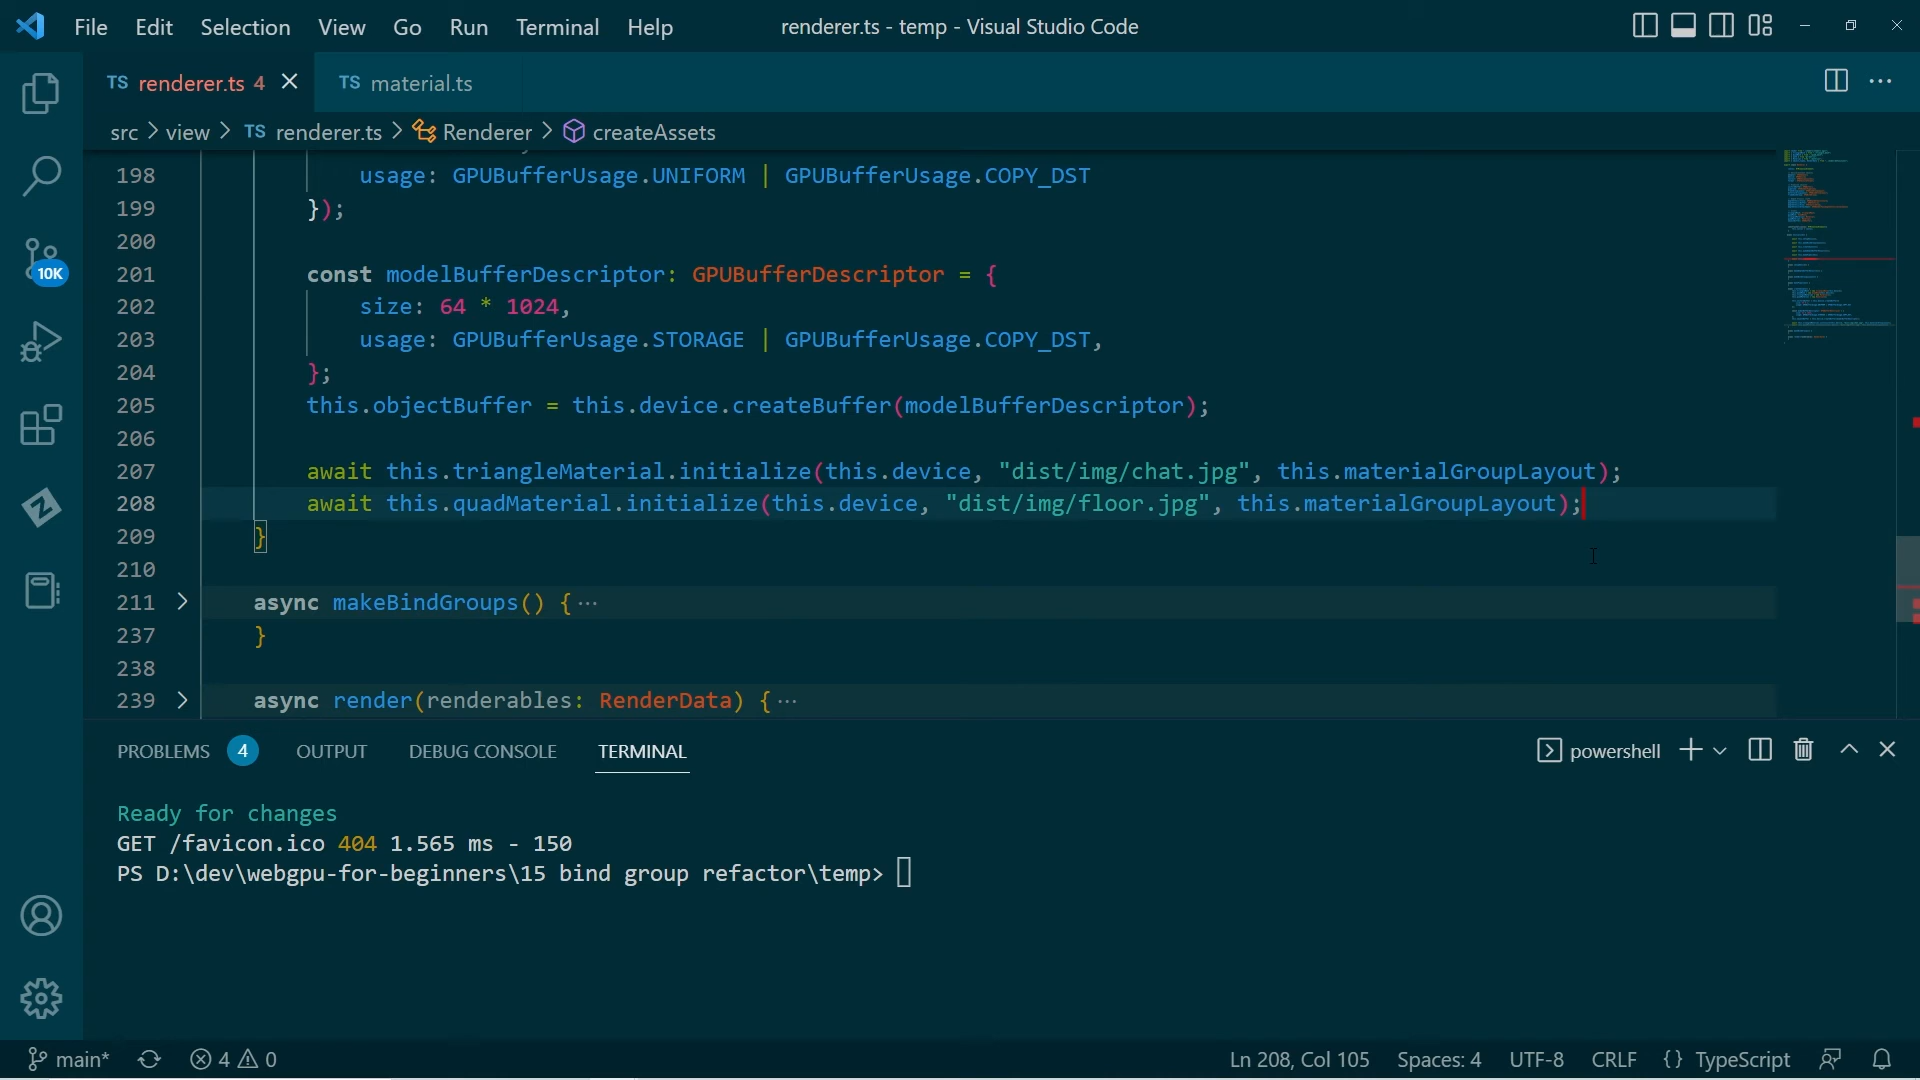 File Edit Selection View Go Run Terminal Help renderer.ts - temp - Visual Studio Code
TS renderer.ts 4 TS material.ts
src > view > TS renderer.ts > Renderer > createAssets
10K
198 usage: GPUBufferUsage.UNIFORM | GPUBufferUsage.COPY_DST
199 });
200
201 const modelBufferDescriptor: GPUBufferDescriptor = {
202 size: 64 * 1024,
203 usage: GPUBufferUsage.STORAGE | GPUBufferUsage.COPY_DST,
204 };
205 this.objectBuffer = this.device.createBuffer(modelBufferDescriptor);
206
207 await this.triangleMaterial.initialize(this.device, "dist/img/chat.jpg", this.materialGroupLayout);
208 await this.quadMaterial.initialize(this.device, "dist/img/floor.jpg", this.materialGroupLayout);
209 }
210
211 async makeBindGroups() {···
237 }
238
239 async render(renderables: RenderData) {···
PROBLEMS 4 OUTPUT DEBUG CONSOLE TERMINAL powershell
Ready for changes
GET /favicon.ico 404 1.565 ms - 150
PS D:\dev\webgpu-for-beginners\15 bind group refactor\temp>
main* 4 0 Ln 208, Col 105 Spaces: 4 UTF-8 CRLF {} TypeScript